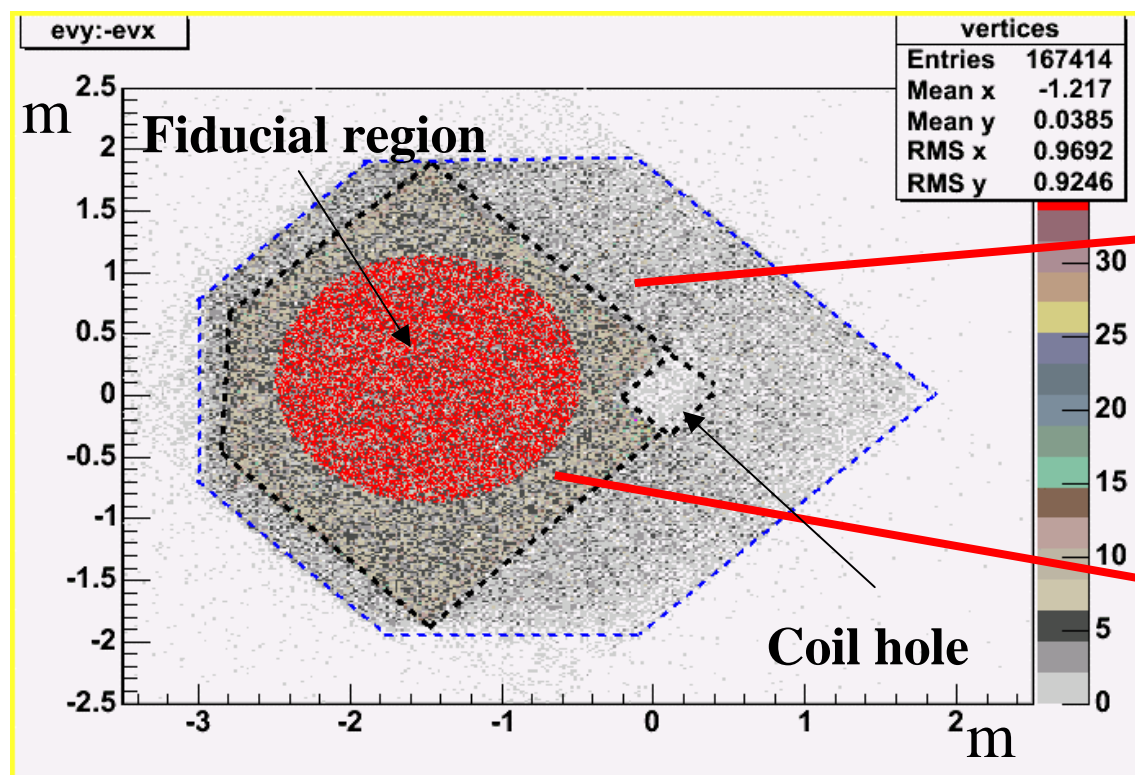 evy:-evx
vertices
Entries 167414
Mean x -1.217
Mean y 0.0385
RMS x 0.9692
RMS y 0.9246
m
Fiducial region
Coil hole
2.5
2
1.5
1
0.5
0
-0.5
-1
-1.5
-2
-2.5
-3 -2 -1 0 1 2
m
30
25
20
15
10
5
0